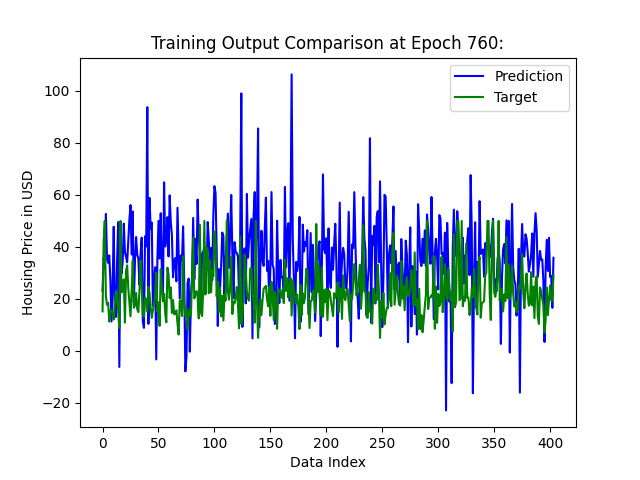 Training Output Comparison at Epoch 760:
Prediction
Target
Housing Price in USD
100
80
60
40
20
0
−20
0 50 100 150 200 250 300 350 400
Data Index